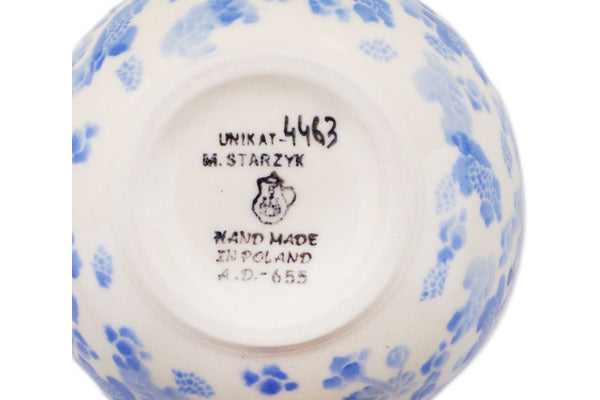 UNIKAT-4463
M. STARZYK
HAND MADE
IN POLAND
A.D.-655